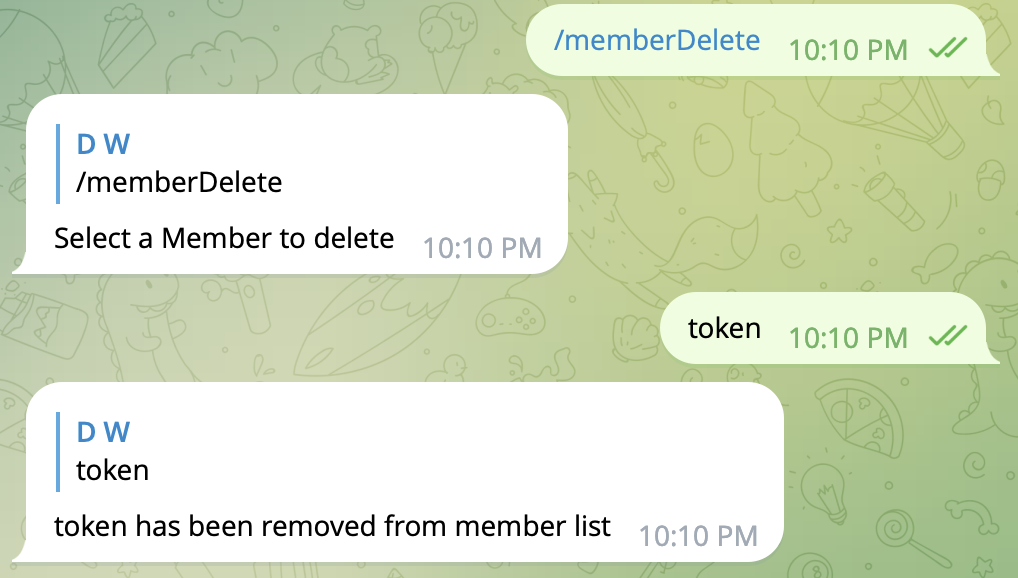 /memberDelete 10:10 PM
D W
/memberDelete
Select a Member to delete 10:10 PM
token 10:10 PM
D W
token
token has been removed from member list 10:10 PM